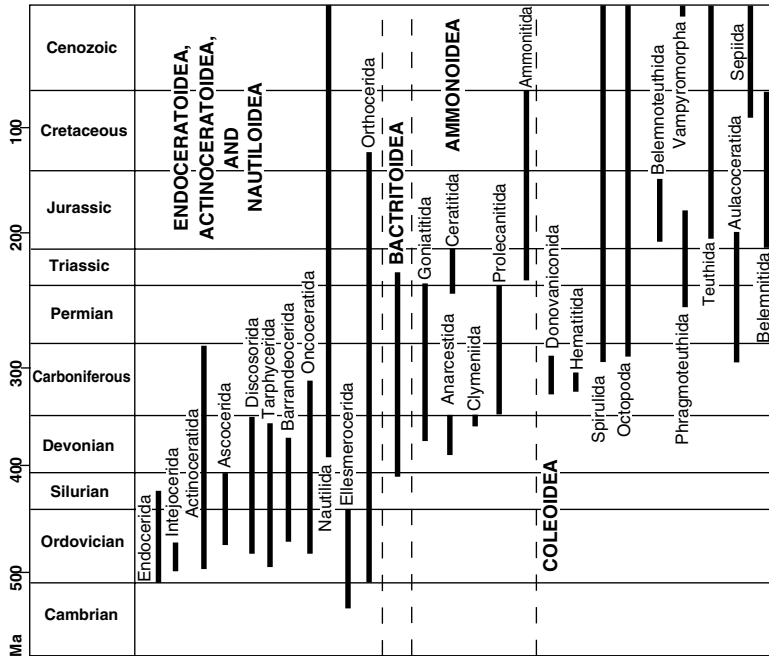 Cenozoic
Cretaceous
Jurassic
Triassic
Permian
Carboniferous
Devonian
Silurian
Ordovician
Cambrian
100
200
300
400
500
Ma
ENDOCERATOIDEA,
ACTINOCERATOIDEA,
AND
NAUTILOIDEA
BACTRITOIDEA
AMMONOIDEA
COLEOIDEA
Endocerida
Intejocerida
Actinoceratida
Ascocerida
Discosorida
Tarphycerida
Barrandeocerida
Oncoceratida
Nautilida
Ellesmerocerida
Orthocerida
Goniatitida
Anarcestida
Ceratitida
Clymeniida
Prolecanitida
Ammonitida
Donovaniconida
Hematitida
Spirulida
Octopoda
Belemnoteuthida
Vampyromorpha
Phragmoteuthida
Teuthida
Aulacoceratida
Sepiida
Belemnitida